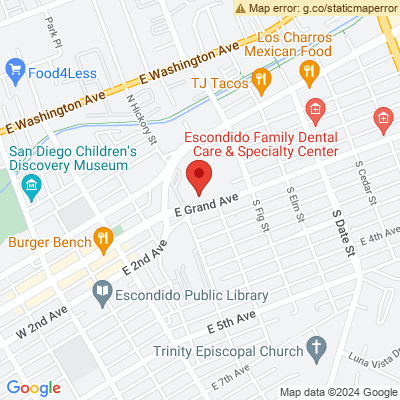 Map error: g.co/staticmaperror
Park Pl
Los Charros
Mexican Food
E Washington Ave
Food4Less
TJ Tacos
E Washington Ave
N Hickory St
Escondido Family Dental
Care & Specialty Center
San Diego Children's
Discovery Museum
S Cedar St
E Grand Ave
S Fig St
S Elm St
S Date St
Burger Bench
E 2nd Ave
E 4th Ave
Escondido Public Library
W 2nd Ave
E 5th Ave
Trinity Episcopal Church
Luna Vista Dr
E 7th Ave
Google
Map data ©2024 Google